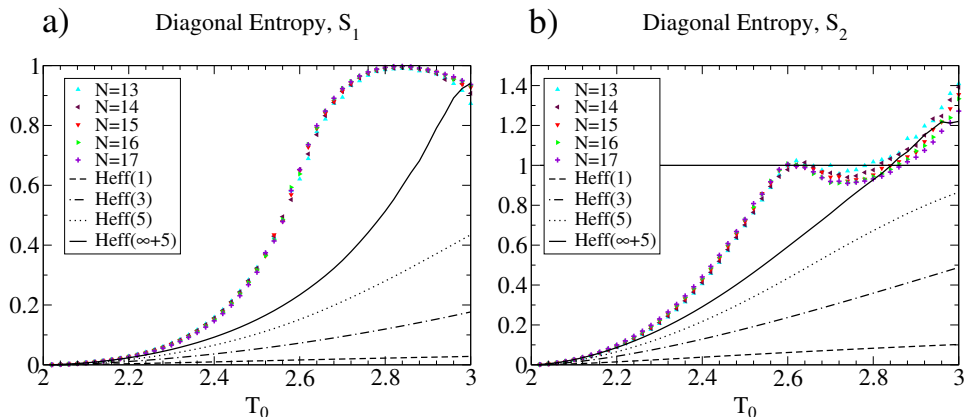 a)
Diagonal Entropy, S1
1
0.8
0.6
0.4
0.2
0
N=13
N=14
N=15
N=16
N=17
Heff(1)
Heff(3)
Heff(5)
Heff(∞+5)
2
2.2
2.4
2.6
2.8
3
T0
b)
Diagonal Entropy, S2
1.4
1.2
1
0.8
0.6
0.4
0.2
0
N=13
N=14
N=15
N=16
N=17
Heff(1)
Heff(3)
Heff(5)
Heff(∞+5)
2
2.2
2.4
2.6
2.8
3
T0